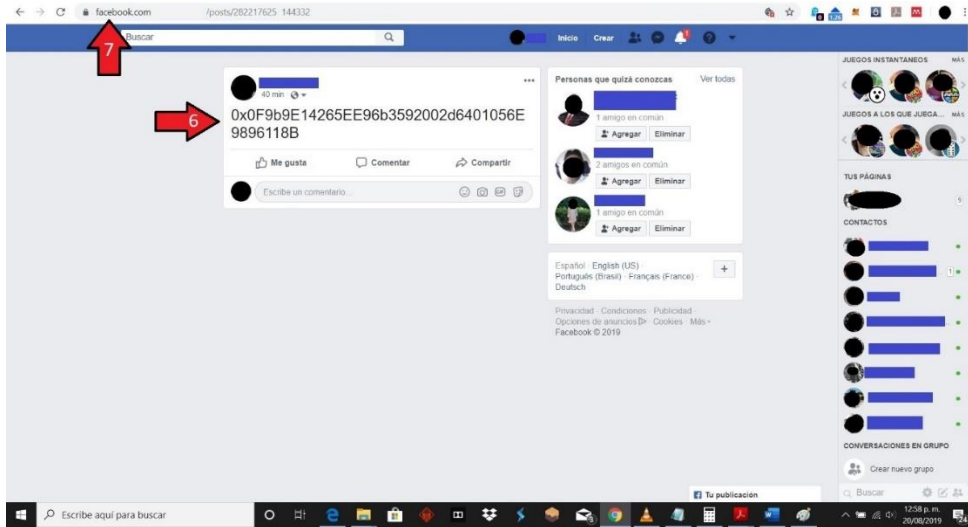 facebook.com /posts/282217625 144332
Buscar
Inicio Crear
7
40 min
6
0x0F9b9E14265EE96b3592002d6401056E
9896118B
Me gusta Comentar Compartir
Escribe un comentario...
Personas que quizá conozcas Ver todas
1 amigo en común
Agregar Eliminar
2 amigos en común
Agregar Eliminar
1 amigo en común
Agregar Eliminar
Español · English (US) ·
Português (Brasil) · Français (France) ·
Deutsch
Privacidad · Condiciones · Publicidad ·
Opciones de anuncios · Cookies · Más
Facebook © 2019
JUEGOS INSTANTÁNEOS MÁS
JUEGOS A LOS QUE JUEGA... MÁS
TUS PÁGINAS
9
CONTACTOS
1
CONVERSACIONES EN GRUPO
Crear nuevo grupo
Buscar
Tu publicación
Escribe aquí para buscar
12:58 p. m.
20/08/2019